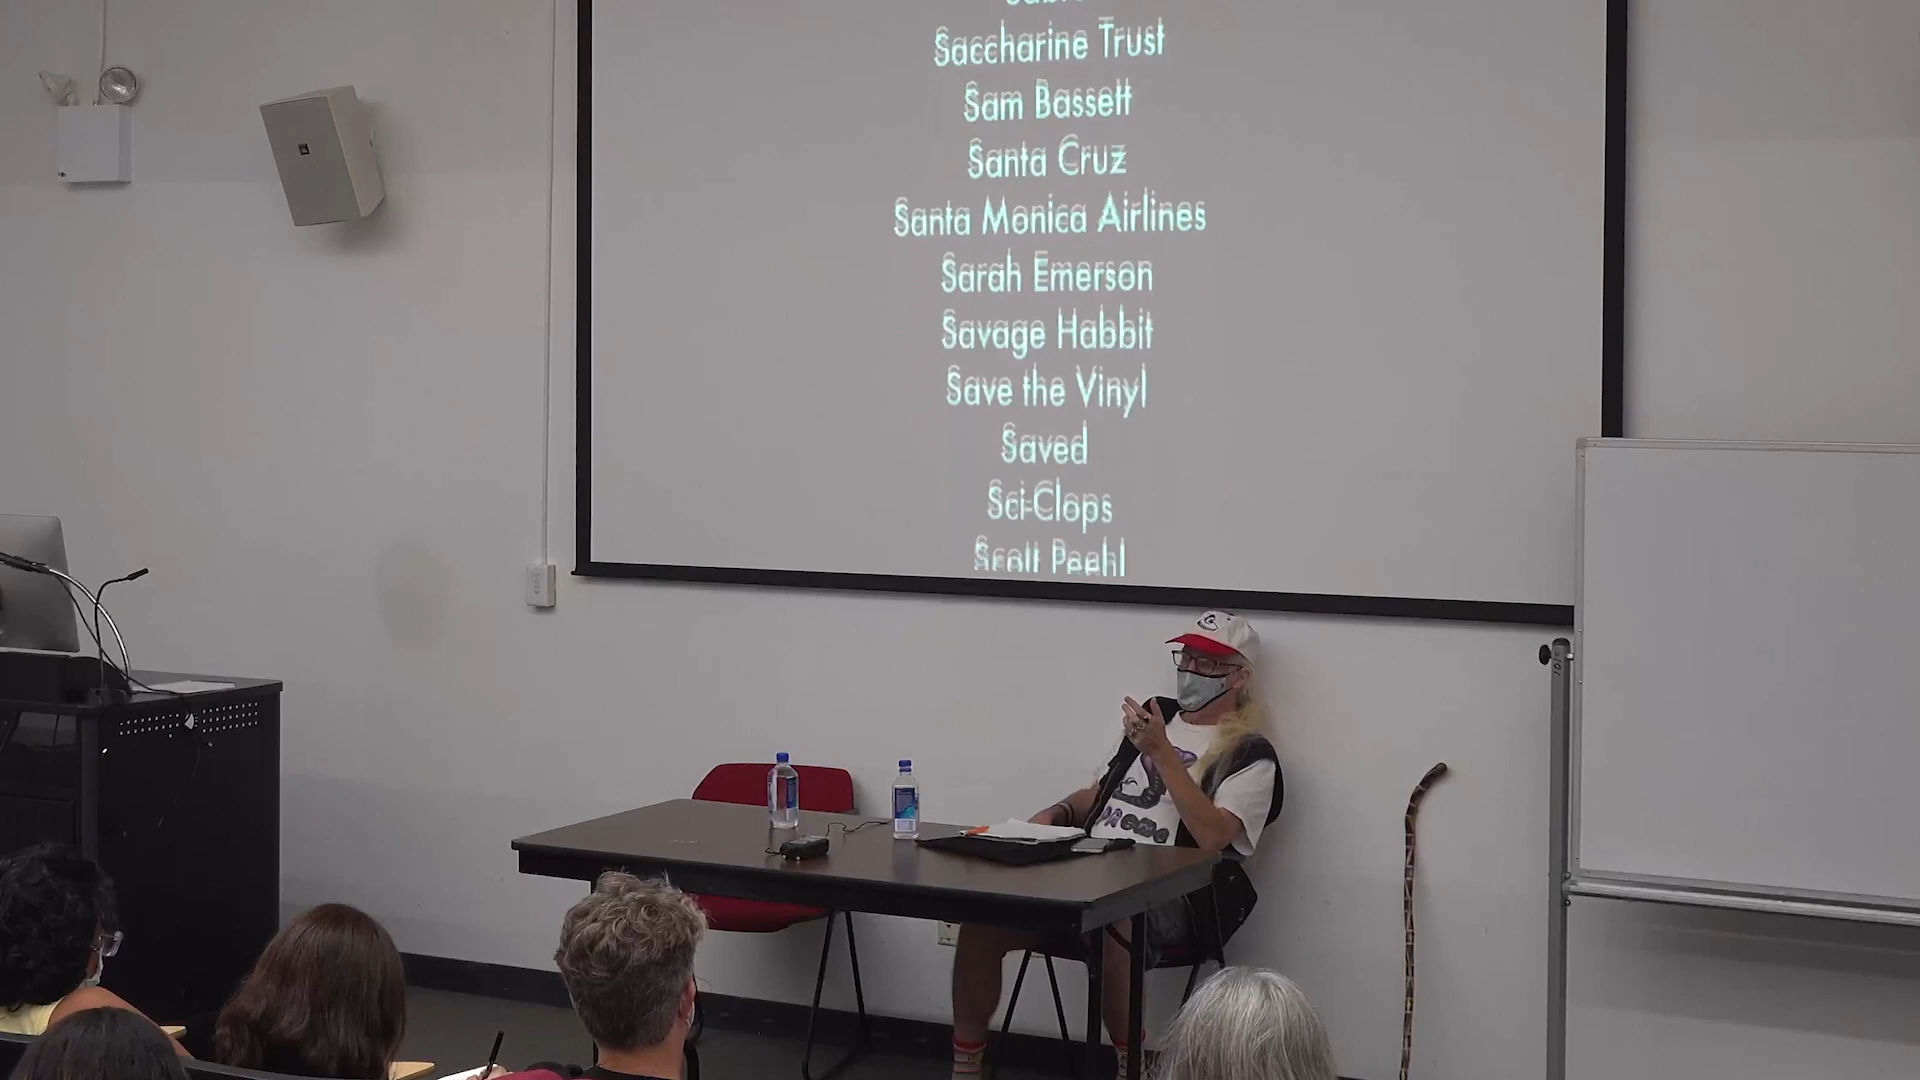 Saccharine Trust
Sam Bassett
Santa Cruz
Santa Monica Airlines
Sarah Emerson
Savage Habbit
Save the Vinyl
Saved
Sci-Clops
Scott Peehl